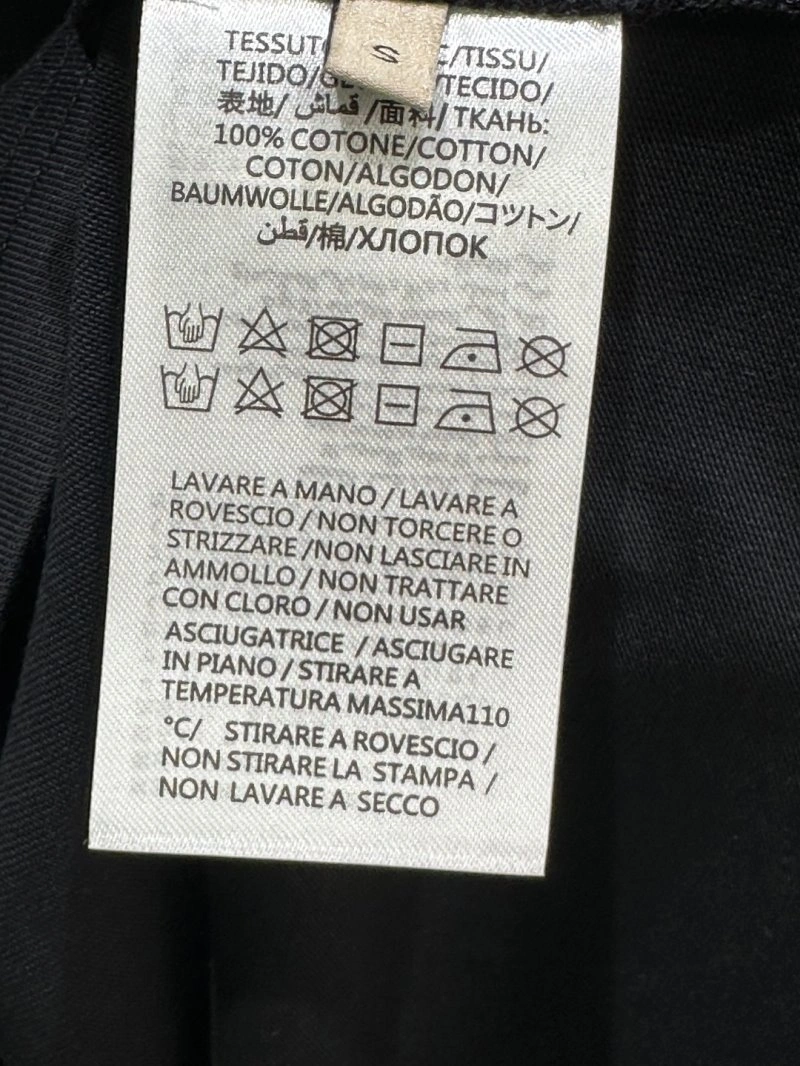 S
TESSUTO /TISSU/
TEJIDO/ /TECIDO/
表地/ قماش /面料/ ТКАНЬ:
100% COTONE/COTTON/
COTON/ALGODON/
BAUMWOLLE/ALGODÃO/コツトン/
قطن/棉/ХЛОПОК
LAVARE A MANO / LAVARE A
ROVESCIO / NON TORCERE O
STRIZZARE /NON LASCIARE IN
AMMOLLO / NON TRATTARE
CON CLORO / NON USAR
ASCIUGATRICE / ASCIUGARE
IN PIANO / STIRARE A
TEMPERATURA MASSIMA110
°C/ STIRARE A ROVESCIO /
NON STIRARE LA STAMPA /
NON LAVARE A SECCO